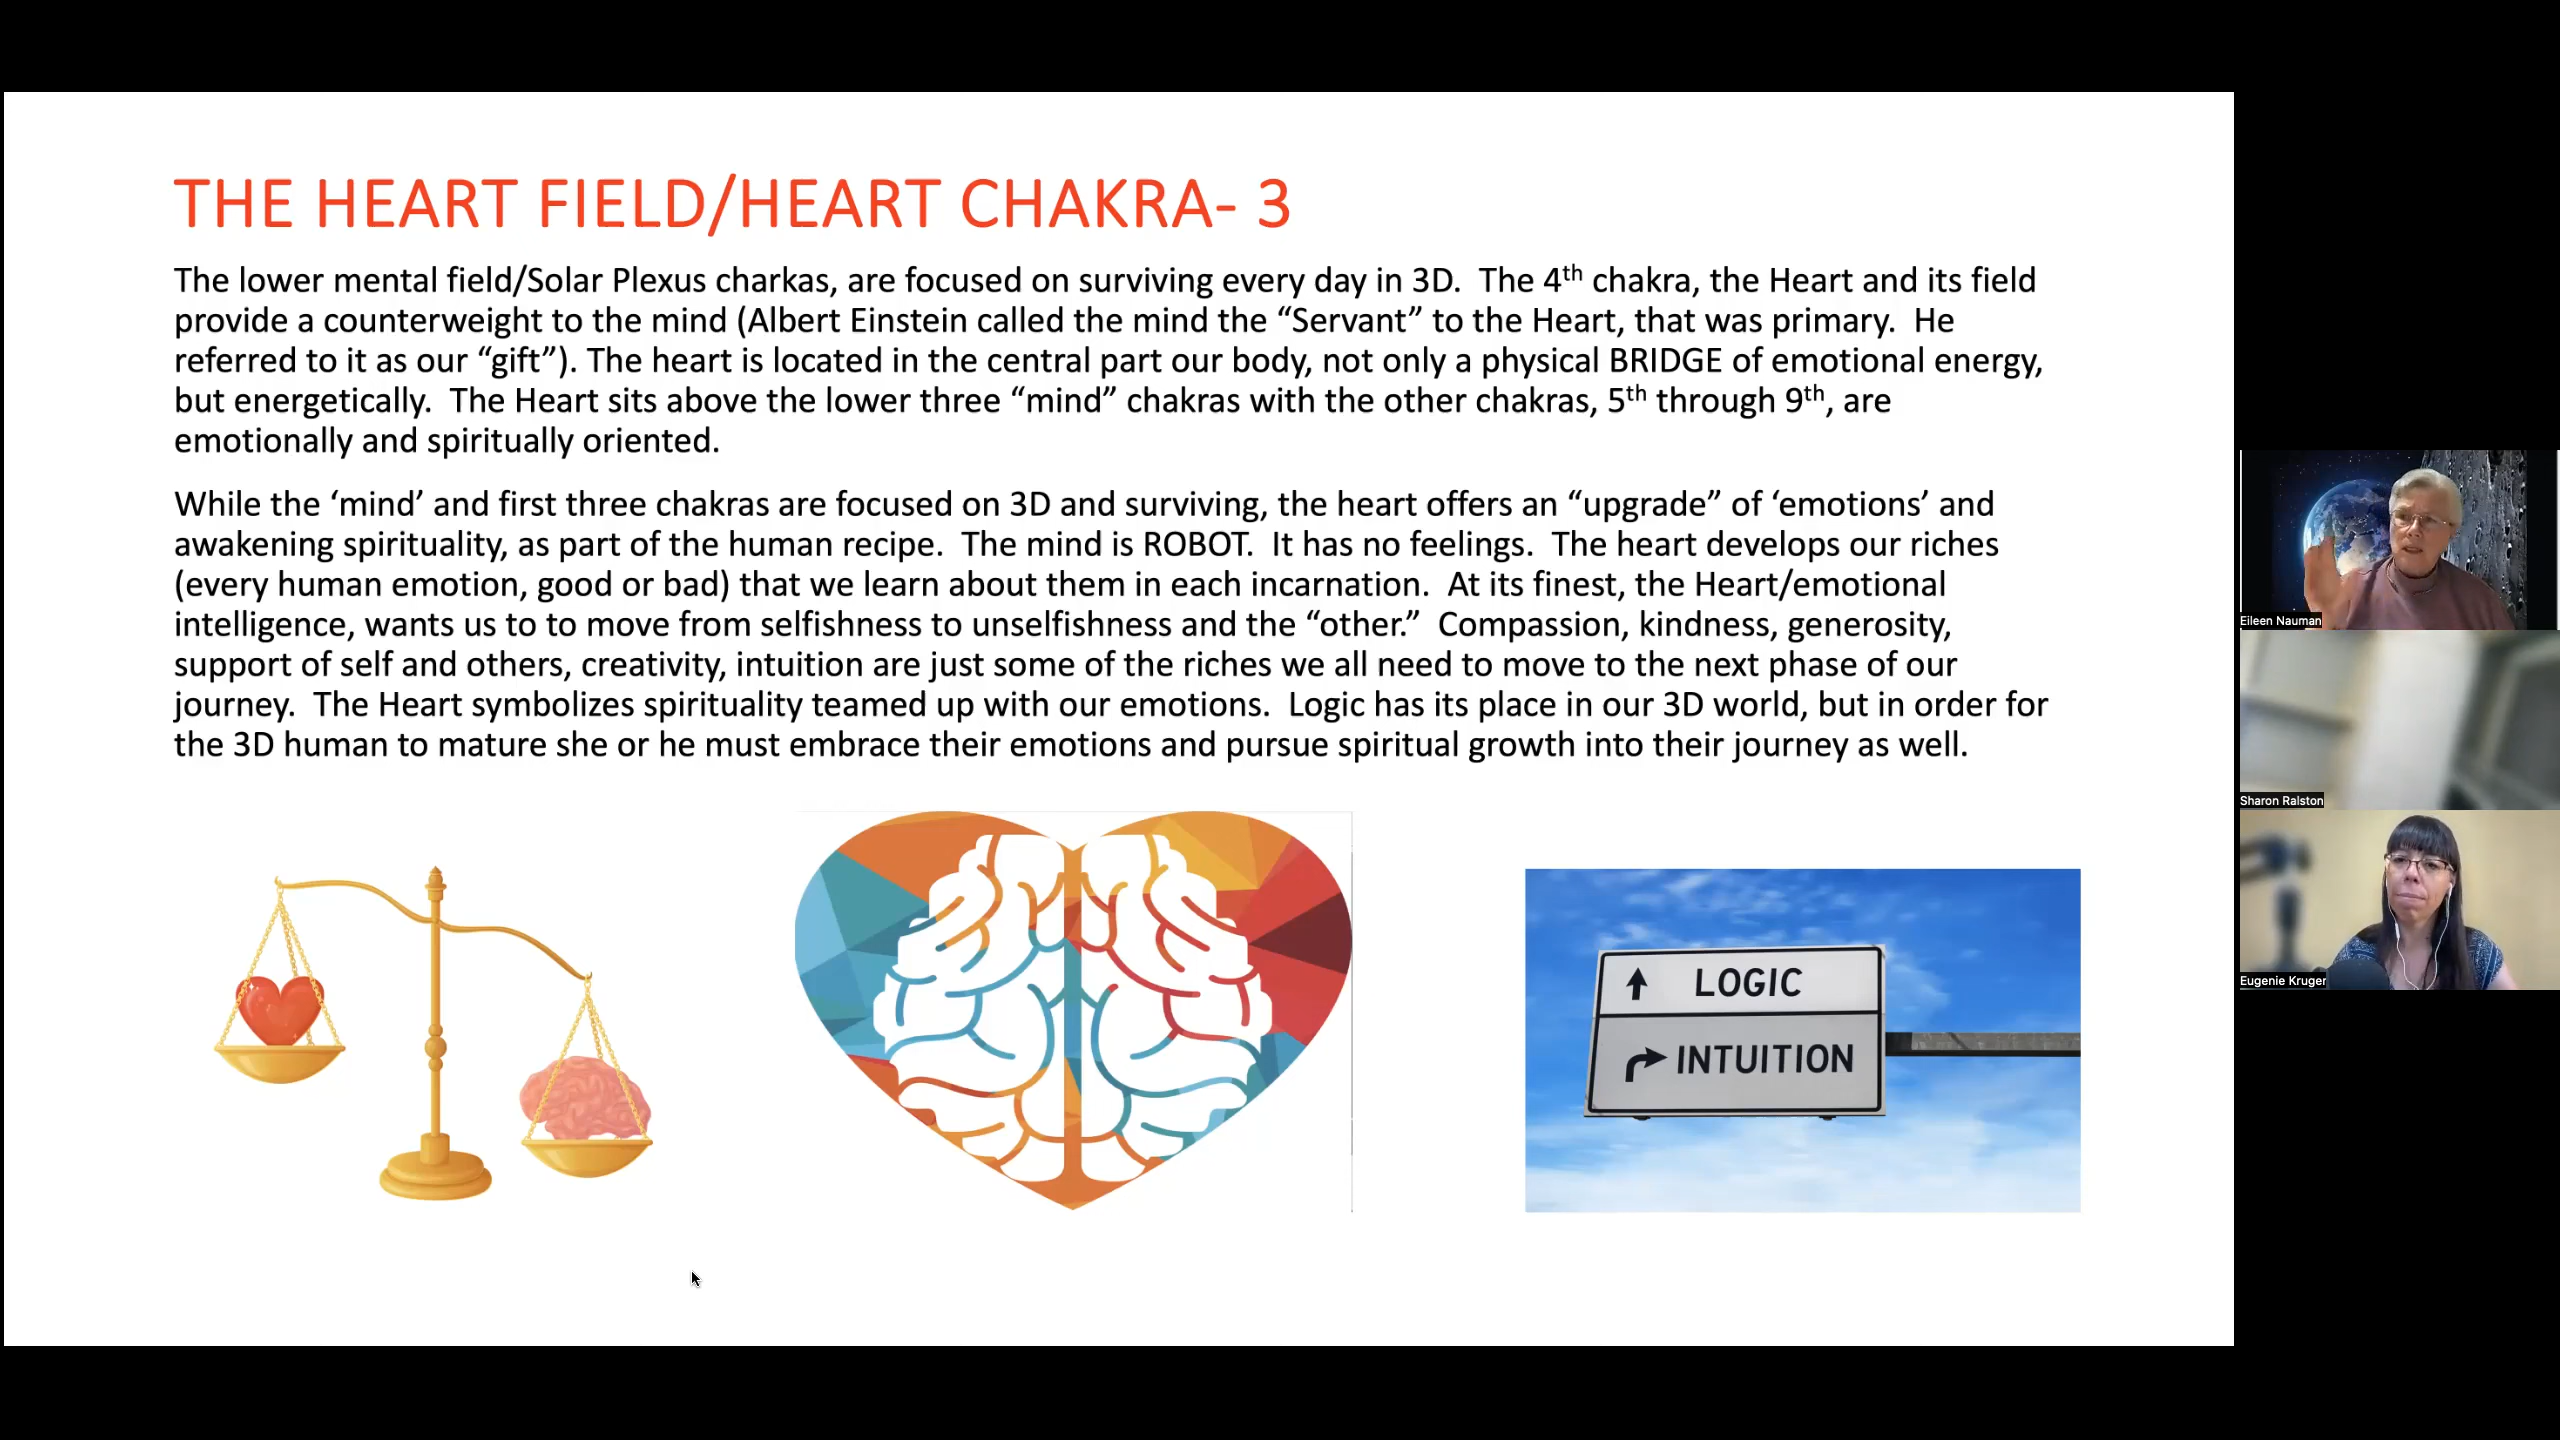 THE HEART FIELD/HEART CHAKRA- 3
The lower mental field/Solar Plexus charkas, are focused on surviving every day in 3D.  The 4th chakra, the Heart and its field
provide a counterweight to the mind (Albert Einstein called the mind the “Servant” to the Heart, that was primary.  He
referred to it as our “gift”). The heart is located in the central part our body, not only a physical BRIDGE of emotional energy,
but energetically.  The Heart sits above the lower three “mind” chakras with the other chakras, 5th through 9th, are
emotionally and spiritually oriented.
While the ‘mind’ and first three chakras are focused on 3D and surviving, the heart offers an “upgrade” of ‘emotions’ and
awakening spirituality, as part of the human recipe.  The mind is ROBOT.  It has no feelings.  The heart develops our riches
(every human emotion, good or bad) that we learn about them in each incarnation.  At its finest, the Heart/emotional
intelligence, wants us to to move from selfishness to unselfishness and the “other.”  Compassion, kindness, generosity,
support of self and others, creativity, intuition are just some of the riches we all need to move to the next phase of our
journey.  The Heart symbolizes spirituality teamed up with our emotions.  Logic has its place in our 3D world, but in order for
the 3D human to mature she or he must embrace their emotions and pursue spiritual growth into their journey as well.
LOGIC
INTUITION
Eileen Nauman
Sharon Ralston
Eugenie Kruger